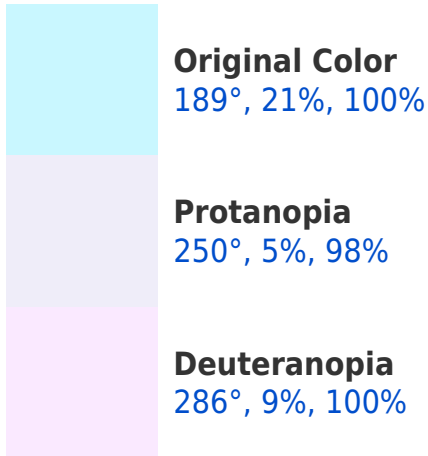 Original Color
189°, 21%, 100%
Protanopia
250°, 5%, 98%
Deuteranopia
286°, 9%, 100%